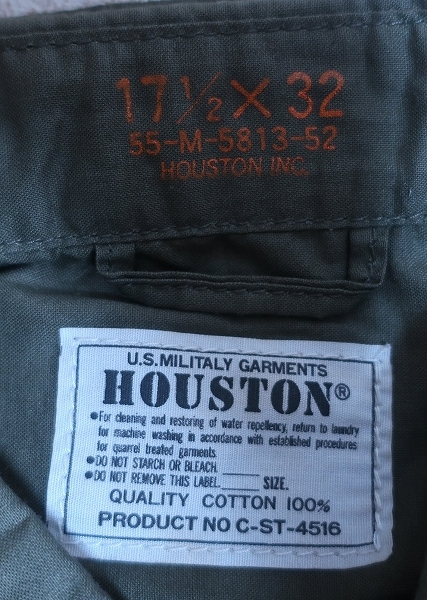 17 1/2 X 32
55-M-5813-52
HOUSTON INC.
U.S.MILITALY GARMENTS
HOUSTON®
•For cleaning and restoring of water repellency, return to laundry
for machine washing in accordance with established procedures
for quarrel treated garments.
•DO NOT STARCH OR BLEACH.
•DO NOT REMOVE THIS LABEL. SIZE.
QUALITY COTTON 100%
PRODUCT NO C-ST-4516